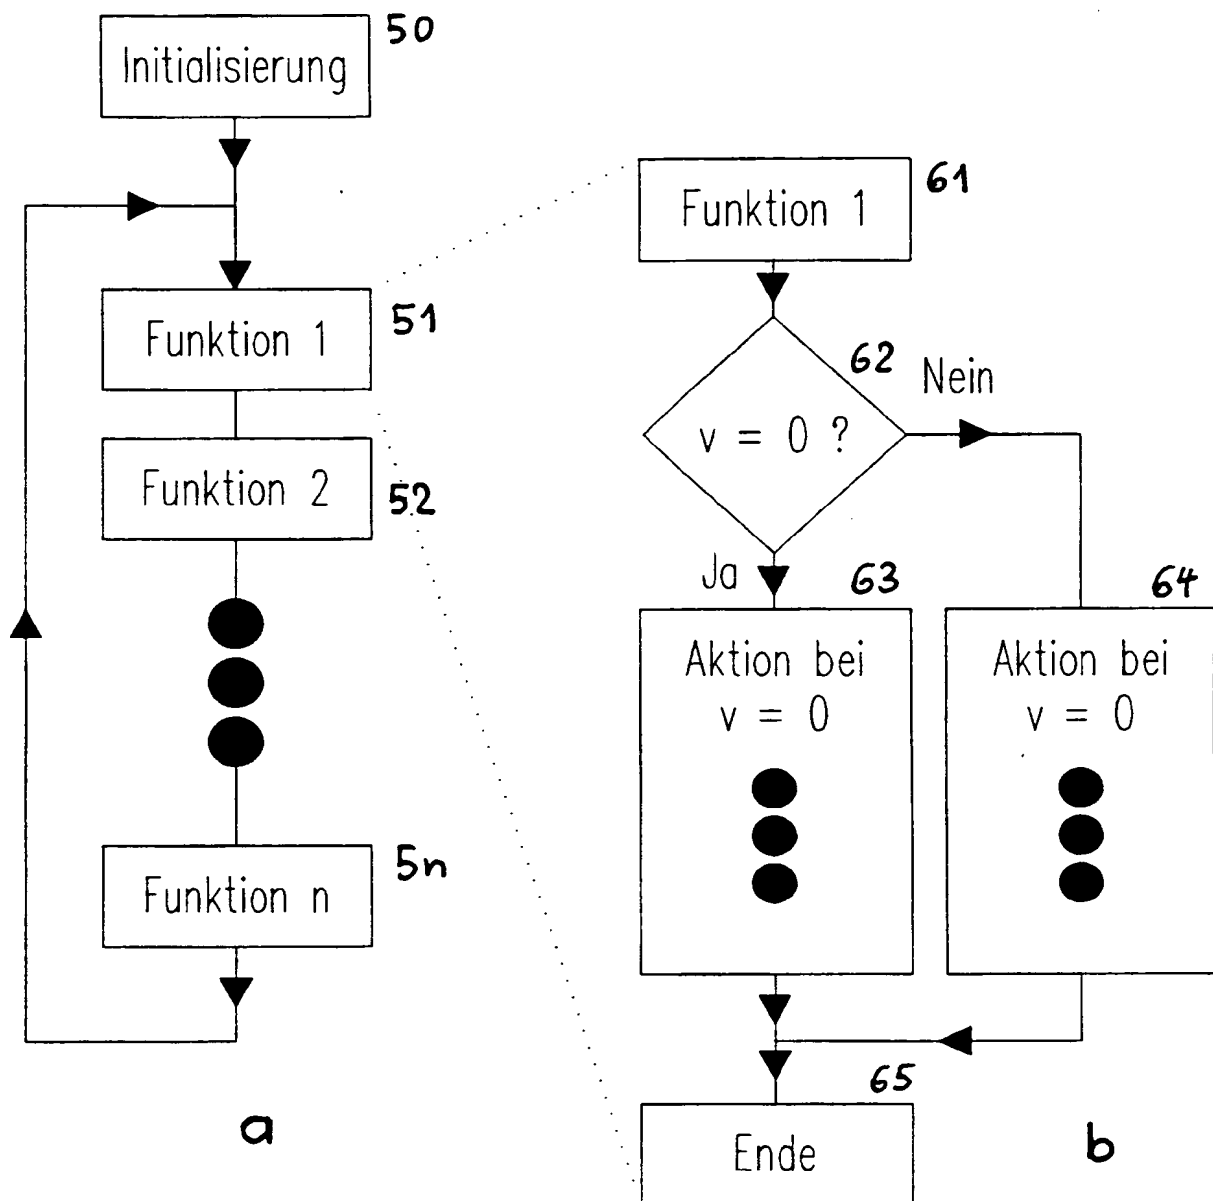 Initialisierung
50
Funktion 1
51
Funktion 2
52
Funktion n
5n
a
Funktion 1
61
62
v = 0 ?
Nein
Ja
63
Aktion bei
v = 0
64
Aktion bei
v = 0
65
Ende
b